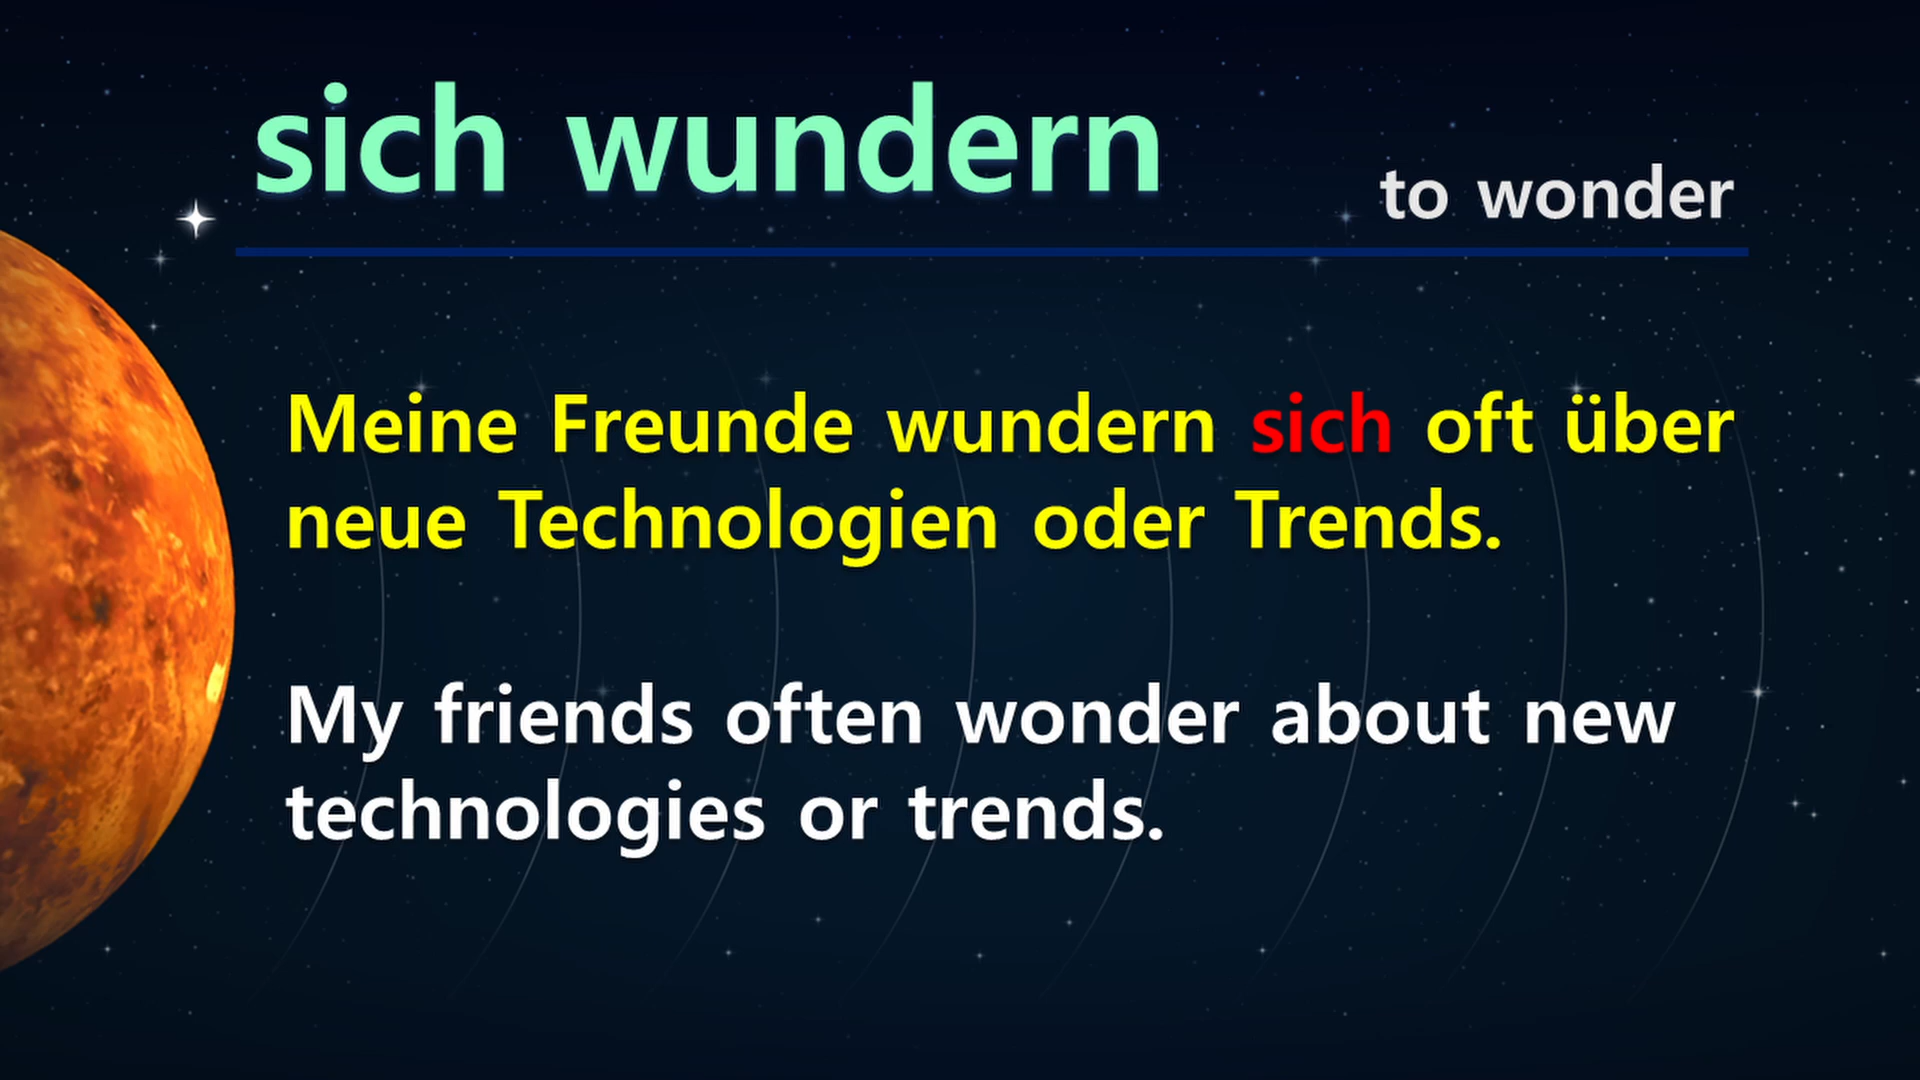 sich wundern
to wonder
Meine Freunde wundern sich oft über
neue Technologien oder Trends.
My friends often wonder about new
technologies or trends.